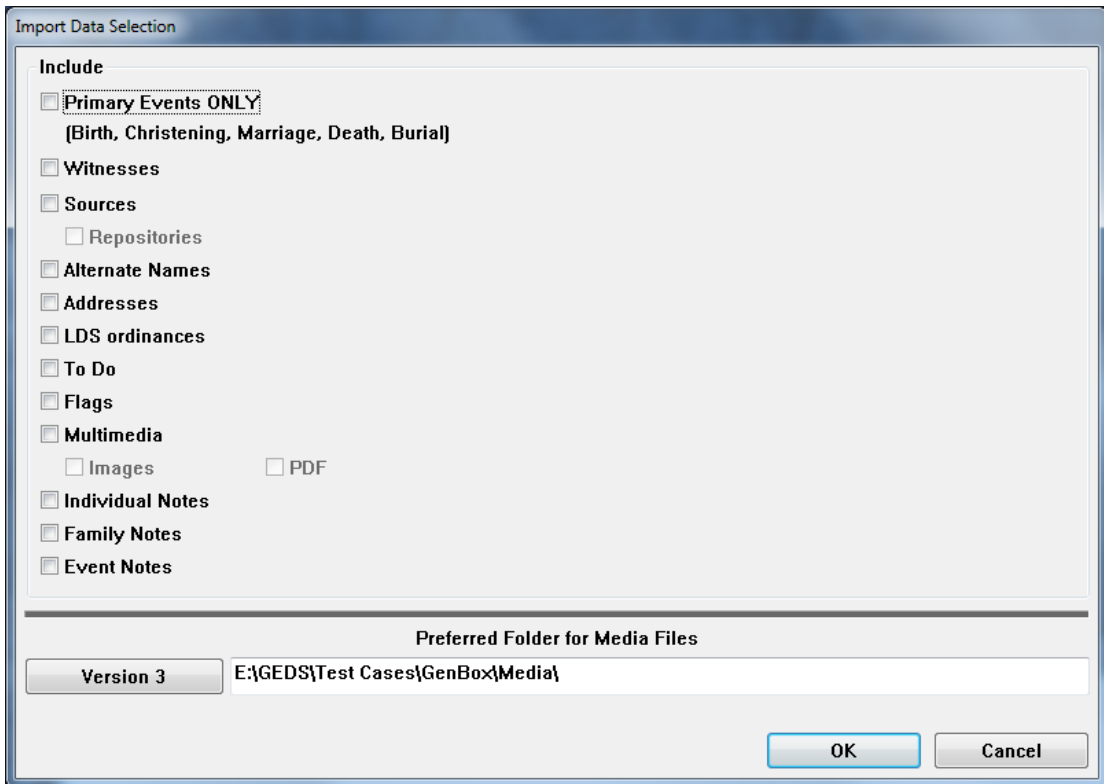 Import Data Selection
Include
Primary Events ONLY
(Birth, Christening, Marriage, Death, Burial)
Witnesses
Sources
Repositories
Alternate Names
Addresses
LDS ordinances
To Do
Flags
Multimedia
Images PDF
Individual Notes
Family Notes
Event Notes
Preferred Folder for Media Files
Version 3 E:\GEDS\Test Cases\GenBox\Media\
OK Cancel